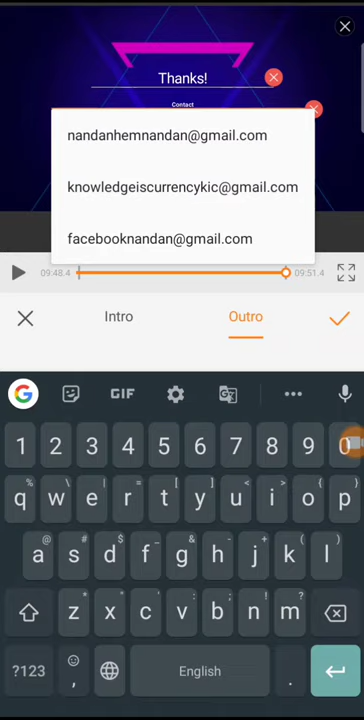 Thanks!
Contact
nandanhemnandan@gmail.com
knowledgeiscurrencykic@gmail.com
facebooknandan@gmail.com
09:48.4 09:51.4
Intro Outro
G GIF
1 2 3 4 5 6 7 8 9 0
% ^ ~ | [ ] < > { }
q w e r t y u i o p
@ # $ _ & - + ( )
a s d f g h j k l
* " ' : ; ! ?
z x c v b n m
?123 , English .